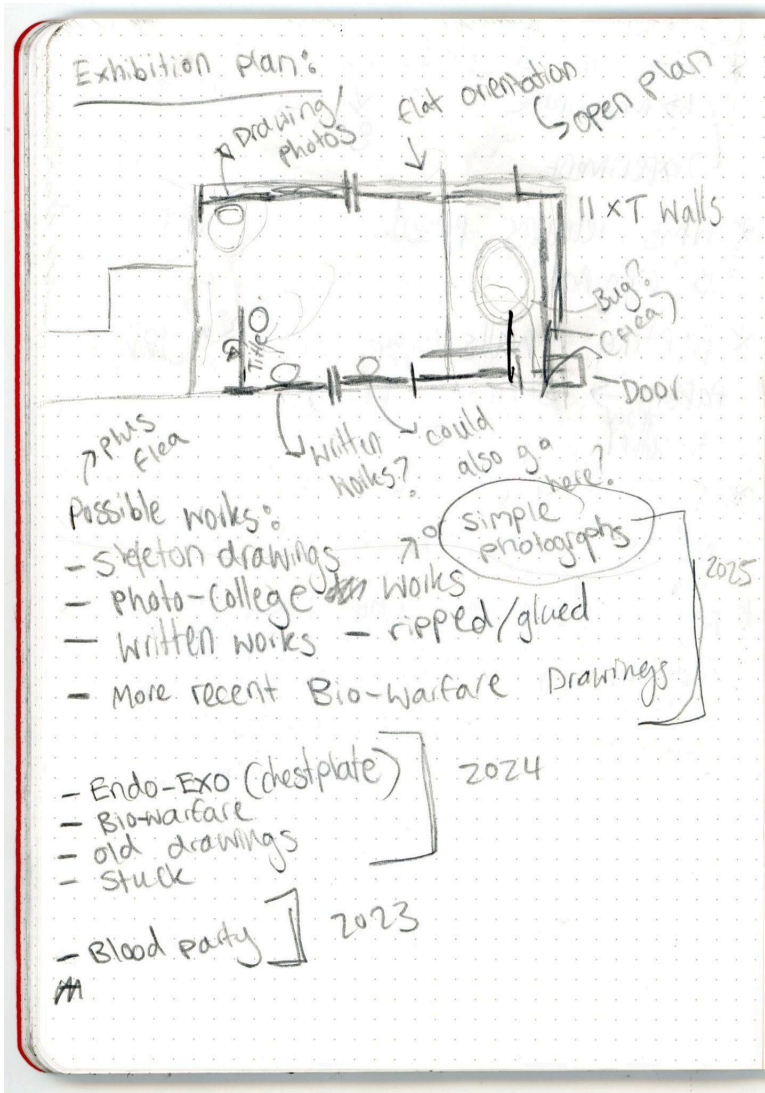 Exhibition plan:
Drawing/
photos
flat orientation
open plan
11 x T walls
Bug?
(flea)
Door
Title
written
works?
could
also go
here?
plus
flea
Possible works:
- Skeleton drawings
simple
photographs
- Photo-College works
- Written works - ripped/glued
- More recent Bio-warfare Drawings
2025
- Endo-Exo (chestplate)
- Bio-warfare
- old drawings
- Stuck
2024
- Blood party
2023